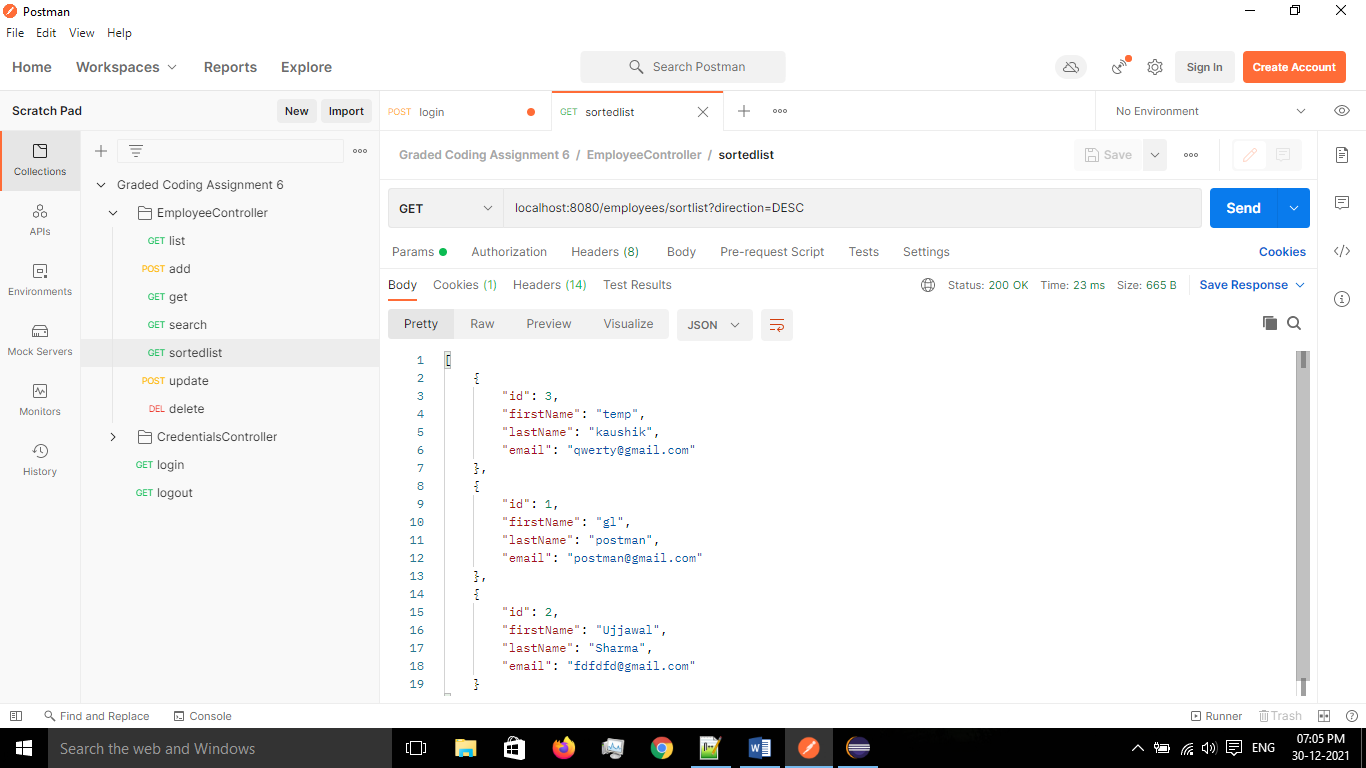 Postman
File Edit View Help
Home Workspaces Reports Explore Search Postman Sign In Create Account
Scratch Pad New Import
POST login GET sortedlist No Environment
Graded Coding Assignment 6 / EmployeeController / sortedlist Save
GET localhost:8080/employees/sortlist?direction=DESC Send
Params Authorization Headers (8) Body Pre-request Script Tests Settings Cookies
Body Cookies (1) Headers (14) Test Results Status: 200 OK Time: 23 ms Size: 665 B Save Response
Pretty Raw Preview Visualize JSON
Collections
APIs
Environments
Mock Servers
Monitors
History
Graded Coding Assignment 6
EmployeeController
GET list
POST add
GET get
GET search
GET sortedlist
POST update
DEL delete
CredentialsController
GET login
GET logout
1 [
2 {
3 "id": 3,
4 "firstName": "temp",
5 "lastName": "kaushik",
6 "email": "qwerty@gmail.com"
7 },
8 {
9 "id": 1,
10 "firstName": "gl",
11 "lastName": "postman",
12 "email": "postman@gmail.com"
13 },
14 {
15 "id": 2,
16 "firstName": "Ujjawal",
17 "lastName": "Sharma",
18 "email": "fdfdfd@gmail.com"
19 }
Find and Replace Console Runner Trash
Search the web and Windows
ENG
07:05 PM
30-12-2021